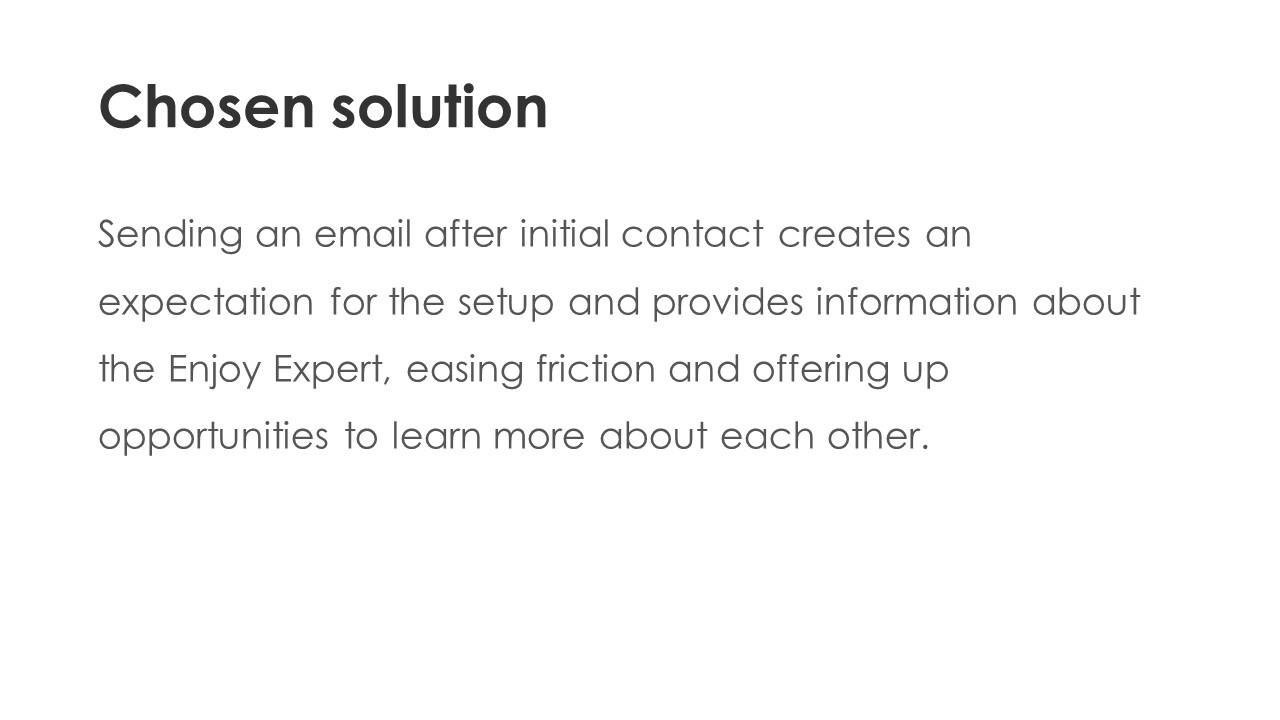 Chosen solution
Sending an email after initial contact creates an
expectation for the setup and provides information about
the Enjoy Expert, easing friction and offering up
opportunities to learn more about each other.